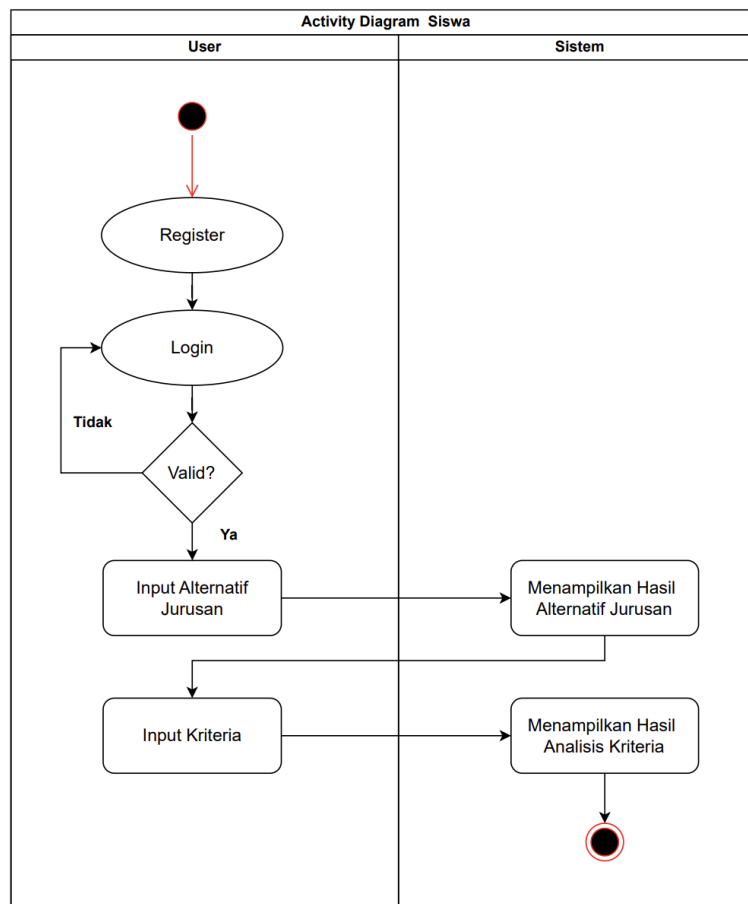 Activity Diagram  Siswa
User
Sistem
Register
Login
Tidak
Valid?
Ya
Input Alternatif
Jurusan
Menampilkan Hasil
Alternatif Jurusan
Input Kriteria
Menampilkan Hasil
Analisis Kriteria